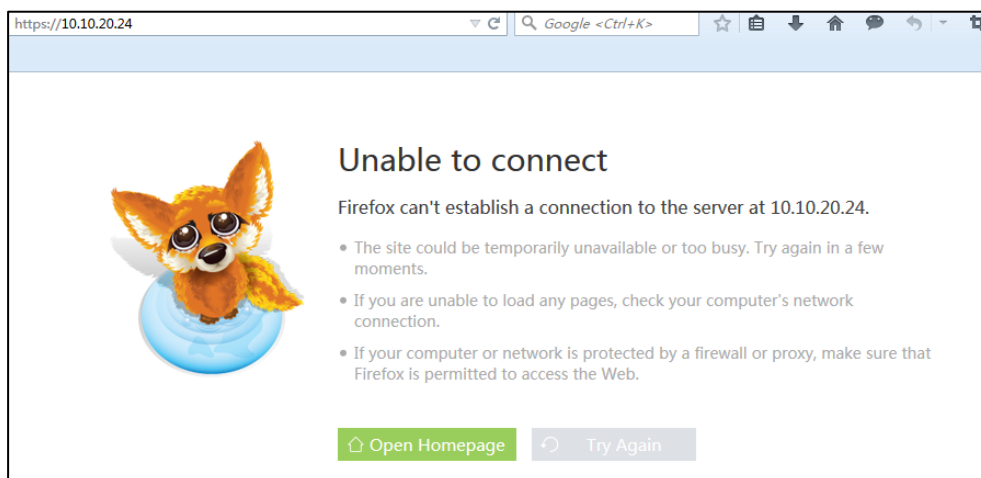 https://10.10.20.24
Google <Ctrl+K>
Unable to connect
Firefox can't establish a connection to the server at 10.10.20.24.
• The site could be temporarily unavailable or too busy. Try again in a few
moments.
• If you are unable to load any pages, check your computer's network
connection.
• If your computer or network is protected by a firewall or proxy, make sure that
Firefox is permitted to access the Web.
Open Homepage
Try Again